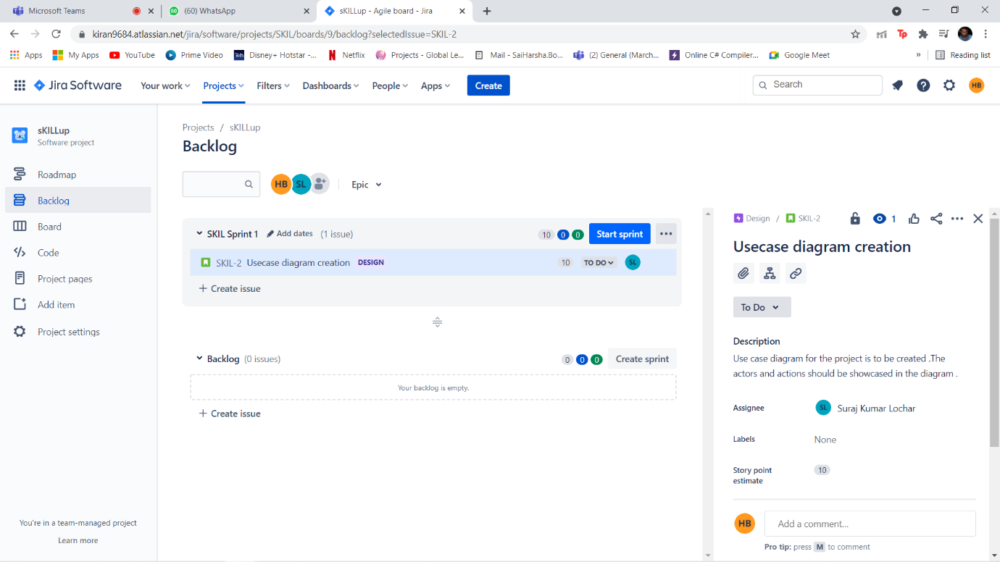 Microsoft Teams
(60) WhatsApp
sKILLup - Agile board - Jira
kiran9684.atlassian.net/jira/software/projects/SKIL/boards/9/backlog?selectedIssue=SKIL-2
Apps
My Apps
YouTube
Prime Video
Disney+ Hotstar -...
Netflix
Projects - Global Le...
Mail - SaiHarsha.Bo...
(2) General (March...
Online C# Compiler...
Google Meet
»
Reading list
Jira Software
Your work
Projects
Filters
Dashboards
People
Apps
Create
Search
HB
sKILLup
Software project
Roadmap
Backlog
Board
Code
Project pages
Add item
Project settings
You're in a team-managed project
Learn more
Projects / sKILLup
Backlog
HB SL
Epic
SKIL Sprint 1 Add dates (1 issue)
10 0 0 Start sprint
SKIL-2 Usecase diagram creation DESIGN 10 TO DO SL
+ Create issue
Backlog (0 issues)
0 0 0 Create sprint
Your backlog is empty.
+ Create issue
Design / SKIL-2
1
Usecase diagram creation
To Do
Description
Use case diagram for the project is to be created .The
actors and actions should be showcased in the diagram .
Assignee
SL Suraj Kumar Lochar
Labels
None
Story point
estimate
10
HB
Add a comment...
Pro tip: press M to comment